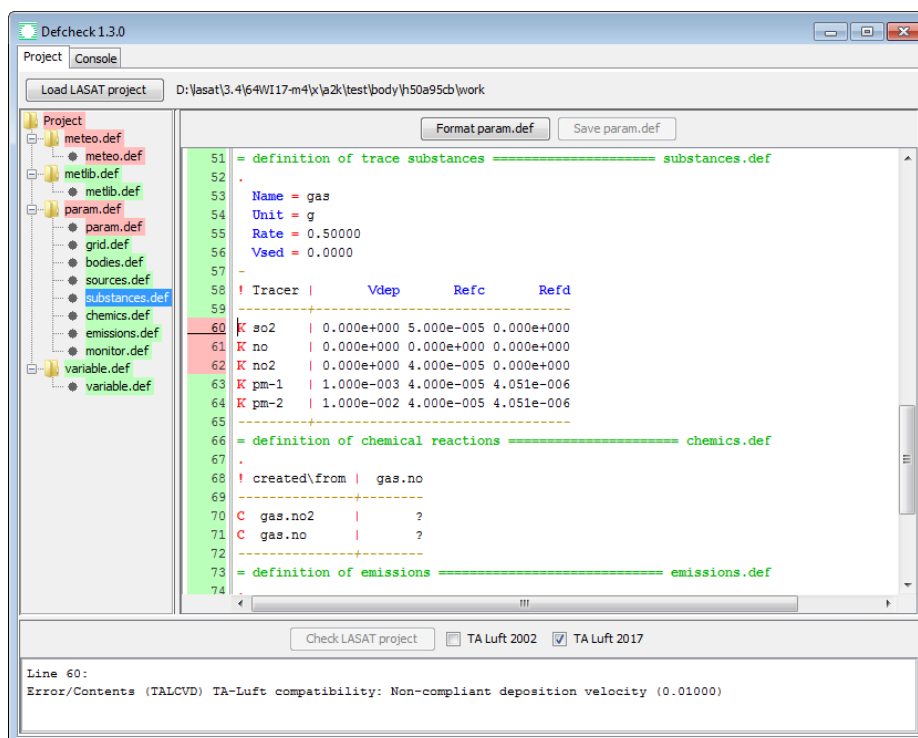 Defcheck 1.3.0
Project Console
Load LASAT project D:\lasat\3.4\64WI17-m4\x\a2k\test\body\h50a95cb\work
Project
meteo.def
meteo.def
metlib.def
metlib.def
param.def
param.def
grid.def
bodies.def
sources.def
substances.def
chemics.def
emissions.def
monitor.def
variable.def
variable.def
Format param.def Save param.def
51 = definition of trace substances ===================== substances.def
52 .
53 Name = gas
54 Unit = g
55 Rate = 0.50000
56 Vsed = 0.0000
57 -
58 ! Tracer | Vdep Refc Refd
59 ---------+---------------------------------
60 K so2 | 0.000e+000 5.000e-005 0.000e+000
61 K no | 0.000e+000 0.000e+000 0.000e+000
62 K no2 | 0.000e+000 4.000e-005 0.000e+000
63 K pm-1 | 1.000e-003 4.000e-005 4.051e-006
64 K pm-2 | 1.000e-002 4.000e-005 4.051e-006
65 ---------+---------------------------------
66 = definition of chemical reactions ====================== chemics.def
67 .
68 ! created\from | gas.no
69 ---------------+--------
70 C gas.no2 | ?
71 C gas.no | ?
72 ---------------+--------
73 = definition of emissions ============================= emissions.def
74 .
Check LASAT project TA Luft 2002 TA Luft 2017
Line 60:
Error/Contents (TALCVD) TA-Luft compatibility: Non-compliant deposition velocity (0.01000)